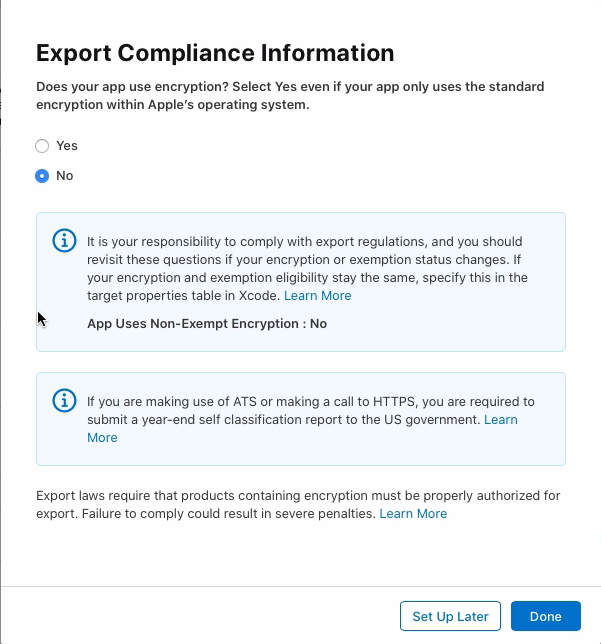 Export Compliance Information
Does your app use encryption? Select Yes even if your app only uses the standard
encryption within Apple’s operating system.
Yes
No
It is your responsibility to comply with export regulations, and you should
revisit these questions if your encryption or exemption status changes. If
your encryption and exemption eligibility stay the same, specify this in the
target properties table in Xcode. Learn More
App Uses Non-Exempt Encryption : No
If you are making use of ATS or making a call to HTTPS, you are required to
submit a year-end self classification report to the US government. Learn
More
Export laws require that products containing encryption must be properly authorized for
export. Failure to comply could result in severe penalties. Learn More
Set Up Later
Done